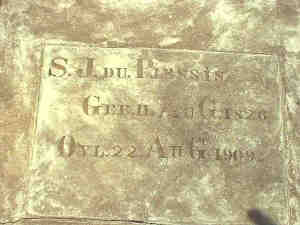 S.J. DU. PLESSIS.
GEB. 11. AUG. 1826
OVL. 22. AUG. 1909.